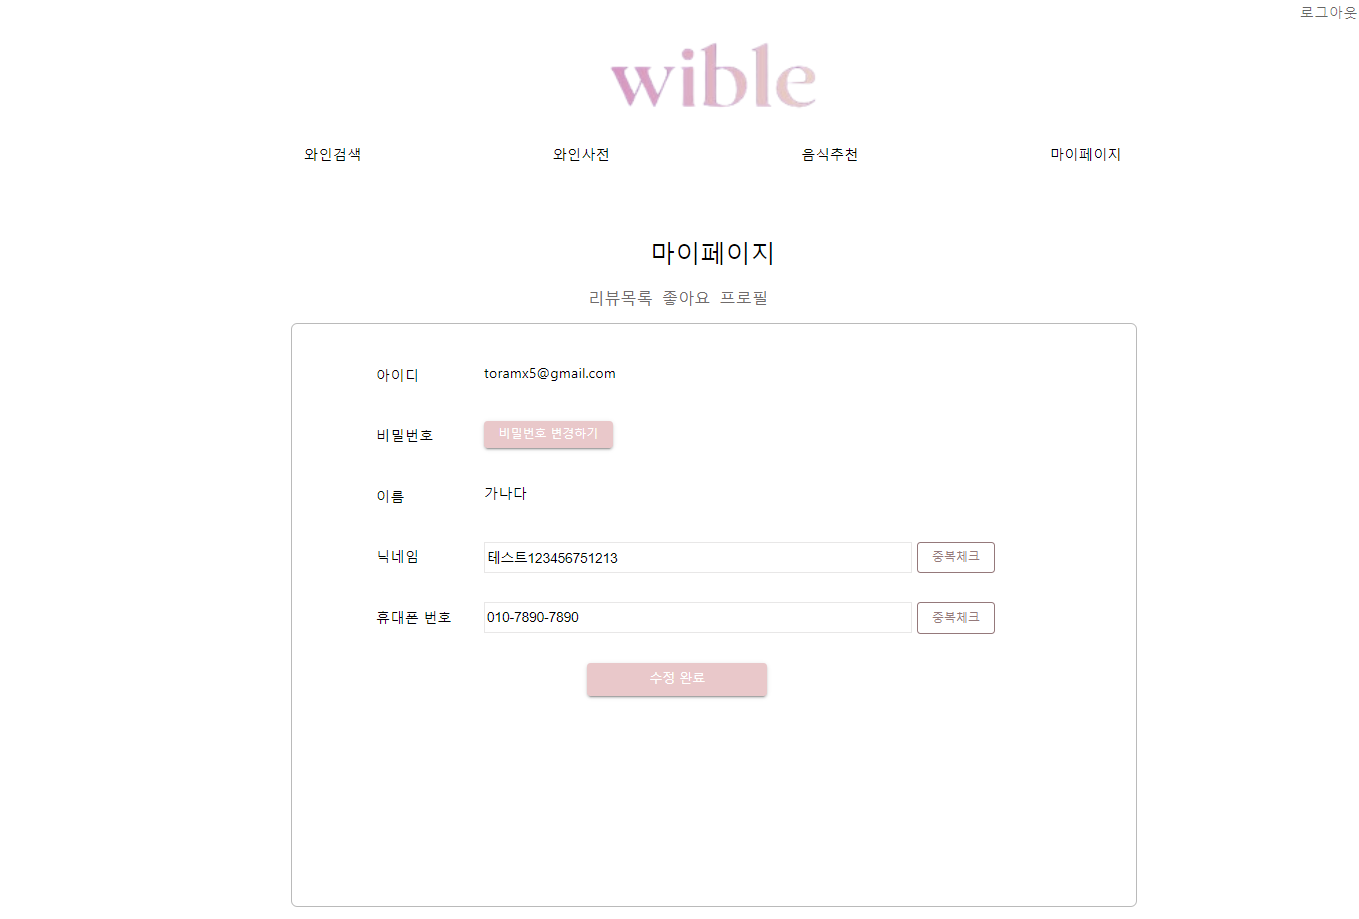 로그아웃
wible
와인검색 와인사전 음식추천 마이페이지
마이페이지
리뷰목록 좋아요 프로필
아이디 toramx5@gmail.com
비밀번호 비밀번호 변경하기
이름 가나다
닉네임 테스트123456751213 중복체크
휴대폰 번호 010-7890-7890 중복체크
수정 완료